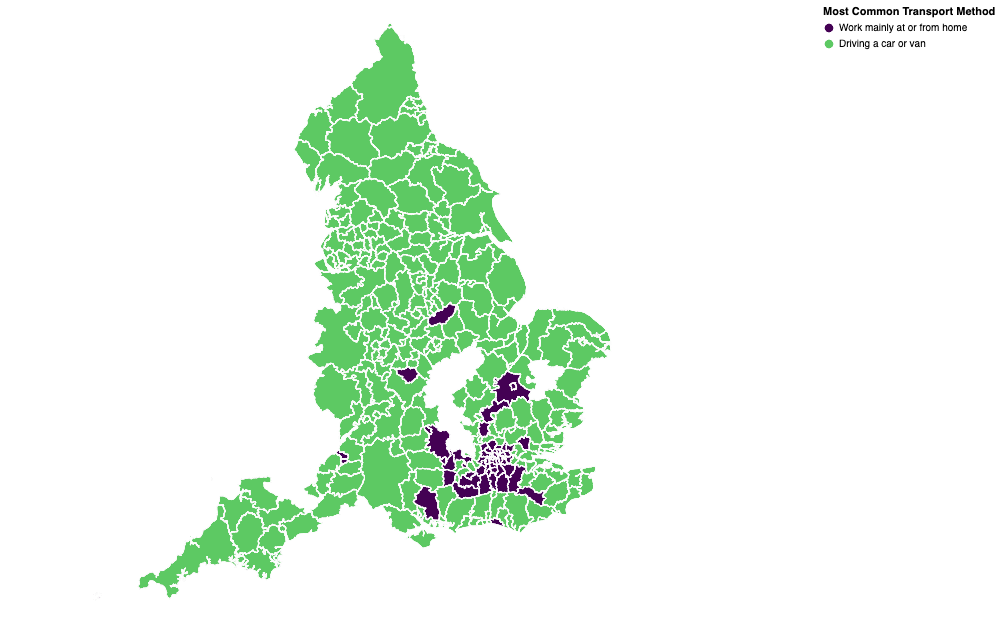 Most Common Transport Method
Work mainly at or from home
Driving a car or van